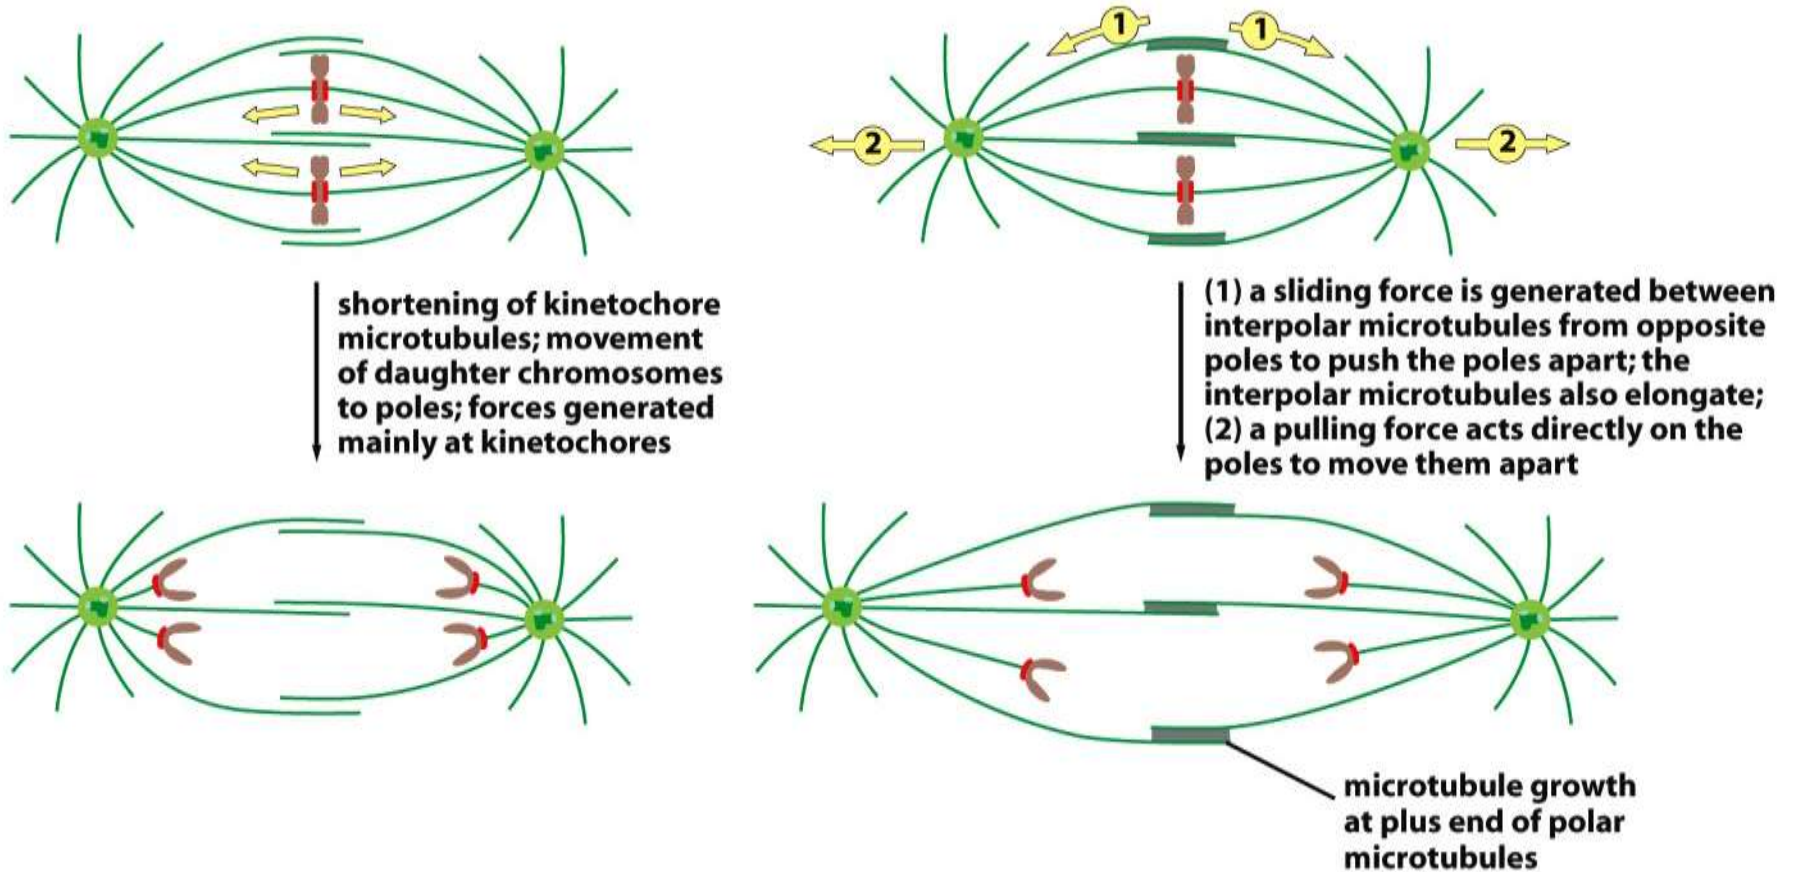 1
1
2
2
shortening of kinetochore
microtubules; movement
of daughter chromosomes
to poles; forces generated
mainly at kinetochores
(1) a sliding force is generated between
interpolar microtubules from opposite
poles to push the poles apart; the
interpolar microtubules also elongate;
(2) a pulling force acts directly on the
poles to move them apart
microtubule growth
at plus end of polar
microtubules